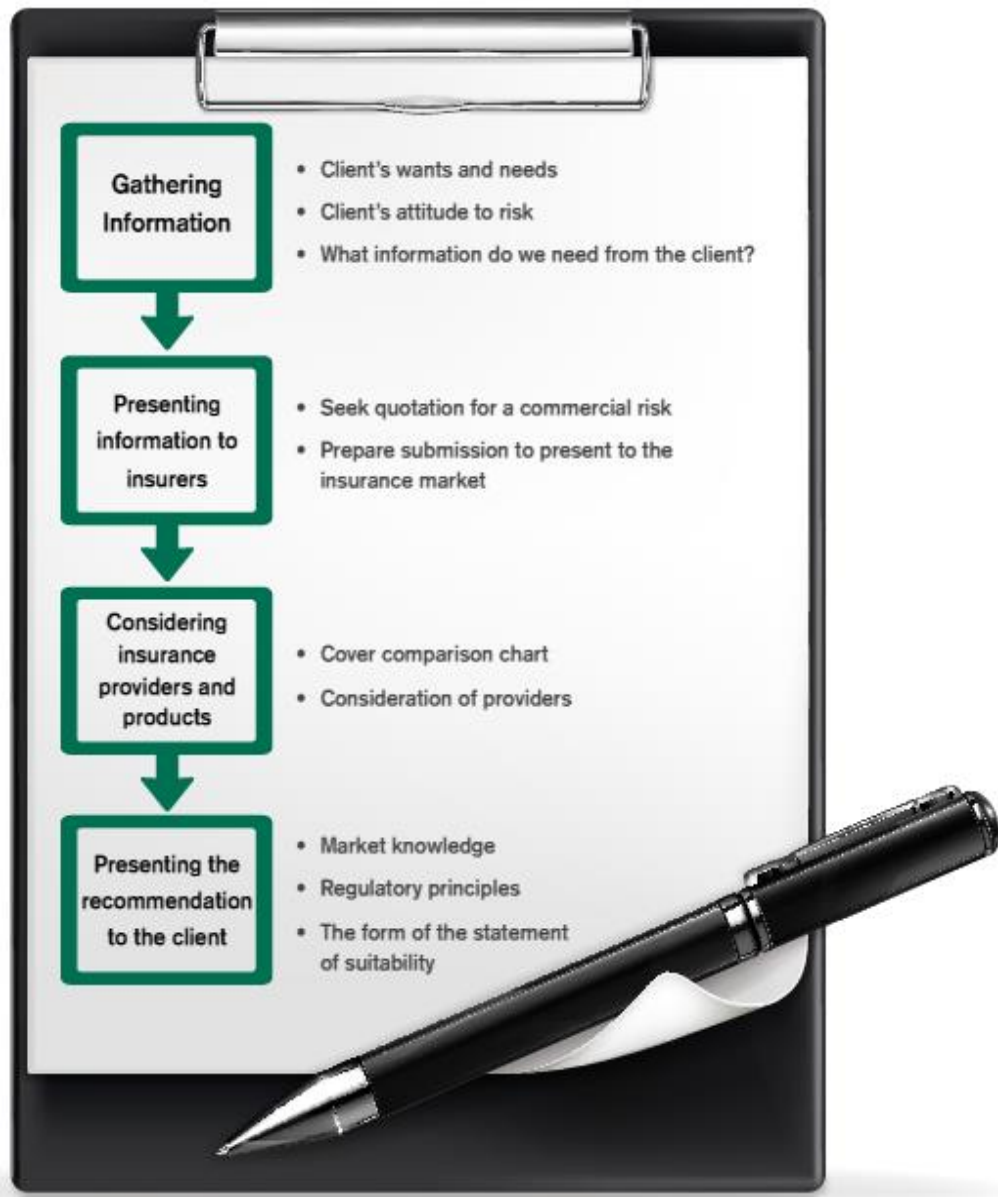 Gathering
Information
• Client's wants and needs
• Client's attitude to risk
• What information do we need from the client?
Presenting
information to
insurers
• Seek quotation for a commercial risk
• Prepare submission to present to the
insurance market
Considering
insurance
providers and
products
• Cover comparison chart
• Consideration of providers
Presenting the
recommendation
to the client
• Market knowledge
• Regulatory principles
• The form of the statement
of suitability